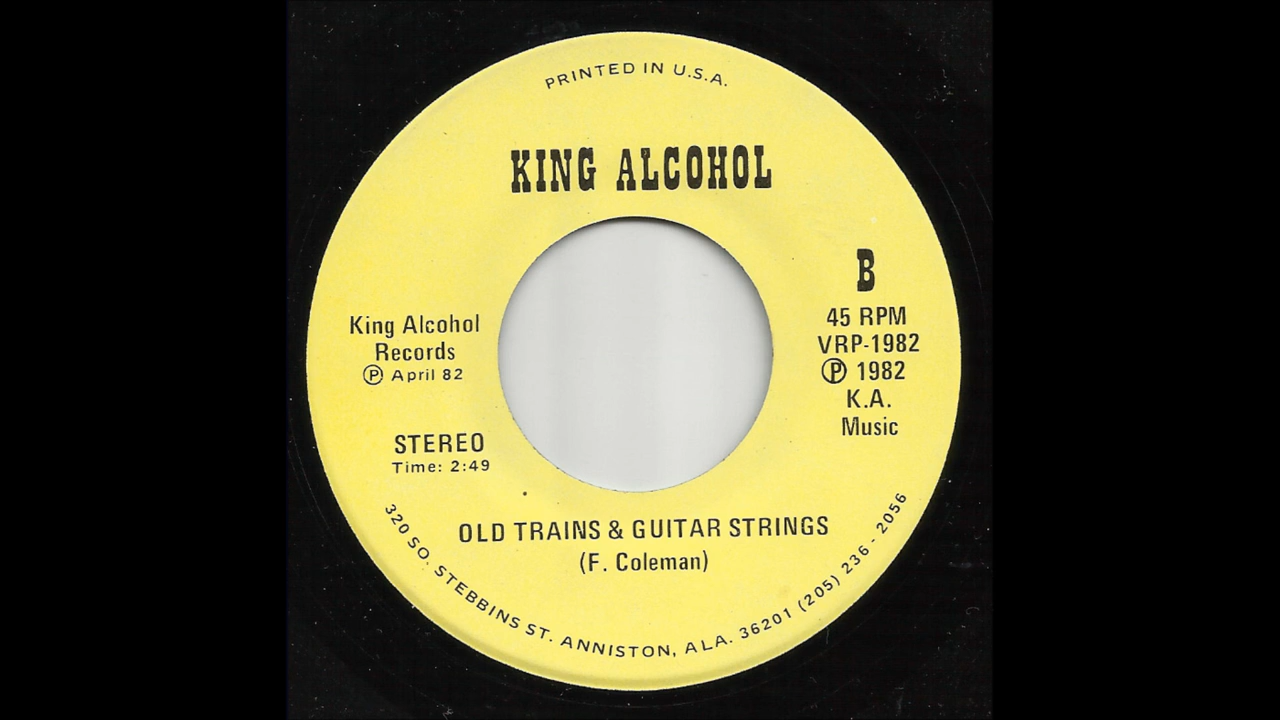 PRINTED IN U.S.A.
KING ALCOHOL
B
45 RPM
VRP-1982
Ⓟ 1982
K.A.
Music
King Alcohol
Records
Ⓟ April 82
STEREO
Time: 2:49
OLD TRAINS & GUITAR STRINGS
(F. Coleman)
320 SO. STEBBINS ST. ANNISTON, ALA. 36201 (205) 236 - 2056